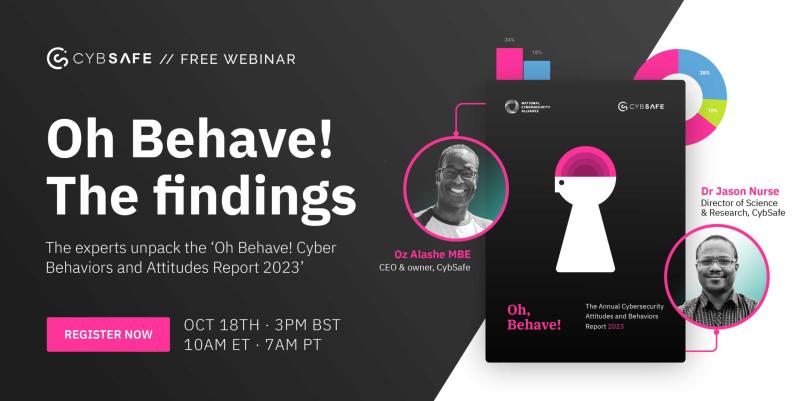 CYBSAFE // FREE WEBINAR
Oh Behave!
The findings
The experts unpack the ‘Oh Behave! Cyber
Behaviors and Attitudes Report 2023’
REGISTER NOW
OCT 18TH · 3PM BST
10AM ET · 7AM PT
24%
18%
26%
18%
NATIONAL
CYBERSECURITY
ALLIANCE
CYBSAFE
Oz Alashe MBE
CEO & owner, CybSafe
Dr Jason Nurse
Director of Science
& Research, CybSafe
Oh,
Behave!
The Annual Cybersecurity
Attitudes and Behaviors
Report 2023